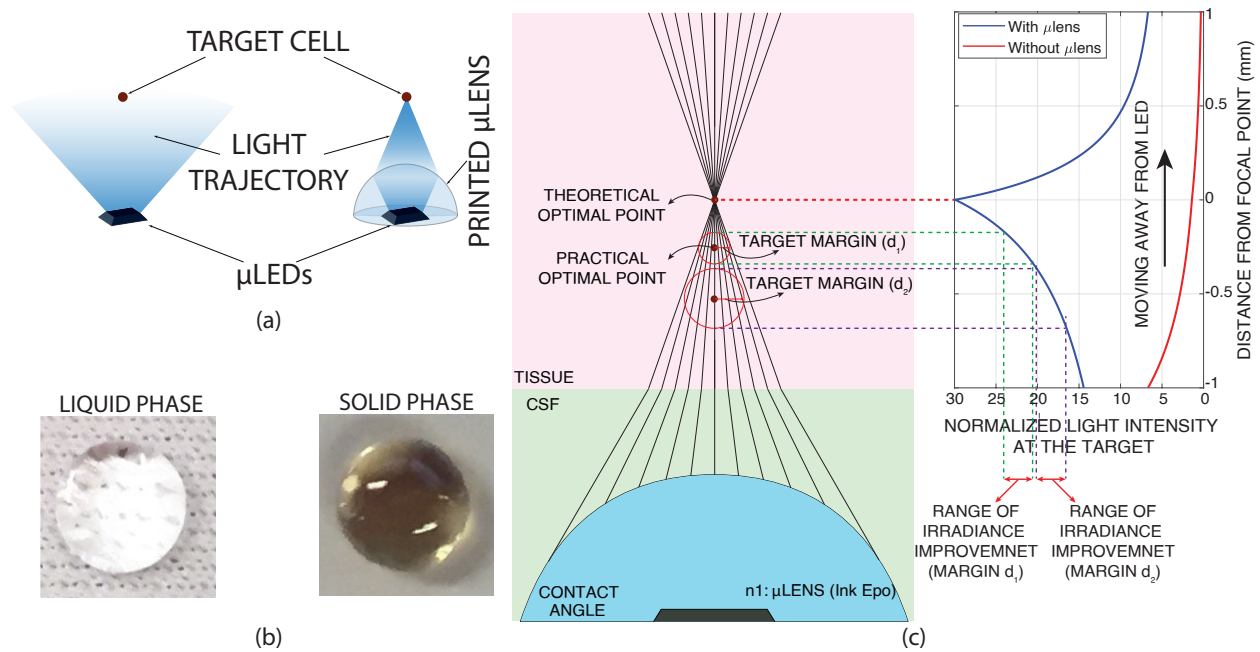 TARGET CELL
LIGHT
TRAJECTORY
PRINTED µLENS
µLEDs
(a)
LIQUID PHASE
SOLID PHASE
(b)
THEORETICAL
OPTIMAL POINT
PRACTICAL
OPTIMAL POINT
TARGET MARGIN (d1)
TARGET MARGIN (d2)
TISSUE
CSF
CONTACT
ANGLE
n1: µLENS (Ink Epo)
(c)
With µlens
Without µlens
MOVING AWAY FROM LED
1
0.5
0
-0.5
-1
DISTANCE FROM FOCAL POINT (mm)
30 25 20 15 10 5 0
NORMALIZED LIGHT INTENSITY
AT THE TARGET
RANGE OF
IRRADIANCE
IMPROVEMNET
(MARGIN d1)
RANGE OF
IRRADIANCE
IMPROVEMNET
(MARGIN d2)